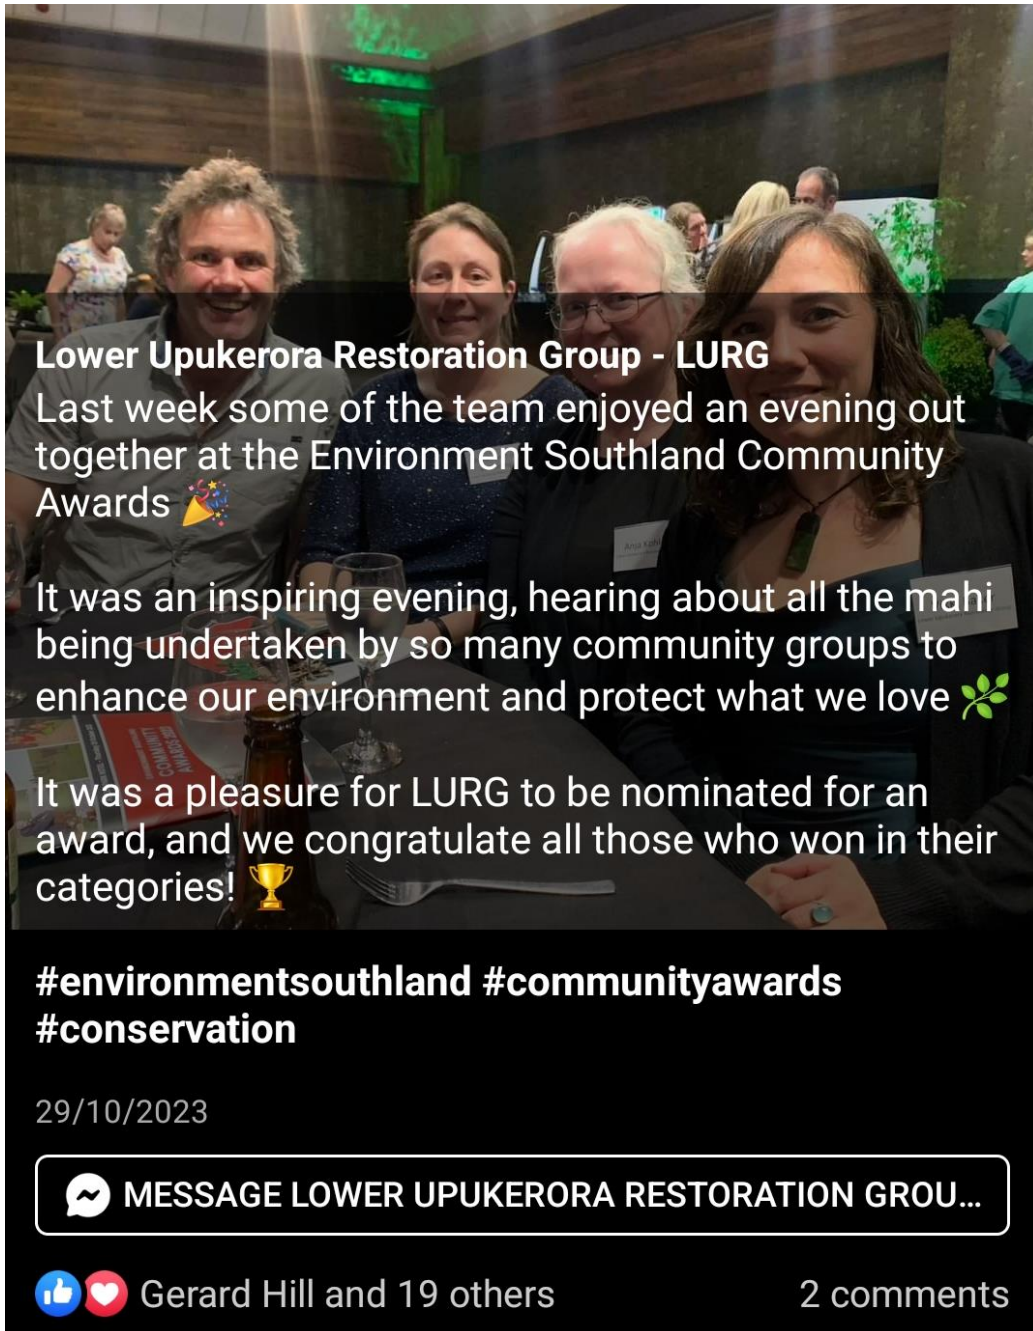 Lower Upukerora Restoration Group - LURG
Last week some of the team enjoyed an evening out
together at the Environment Southland Community
Awards 🎉
It was an inspiring evening, hearing about all the mahi
being undertaken by so many community groups to
enhance our environment and protect what we love 🌿
It was a pleasure for LURG to be nominated for an
award, and we congratulate all those who won in their
categories! 🏆
COMMUNITY
AWARDS 2023
#environmentsouthland #communityawards
#conservation
29/10/2023
MESSAGE LOWER UPUKERORA RESTORATION GROU...
Gerard Hill and 19 others
2 comments